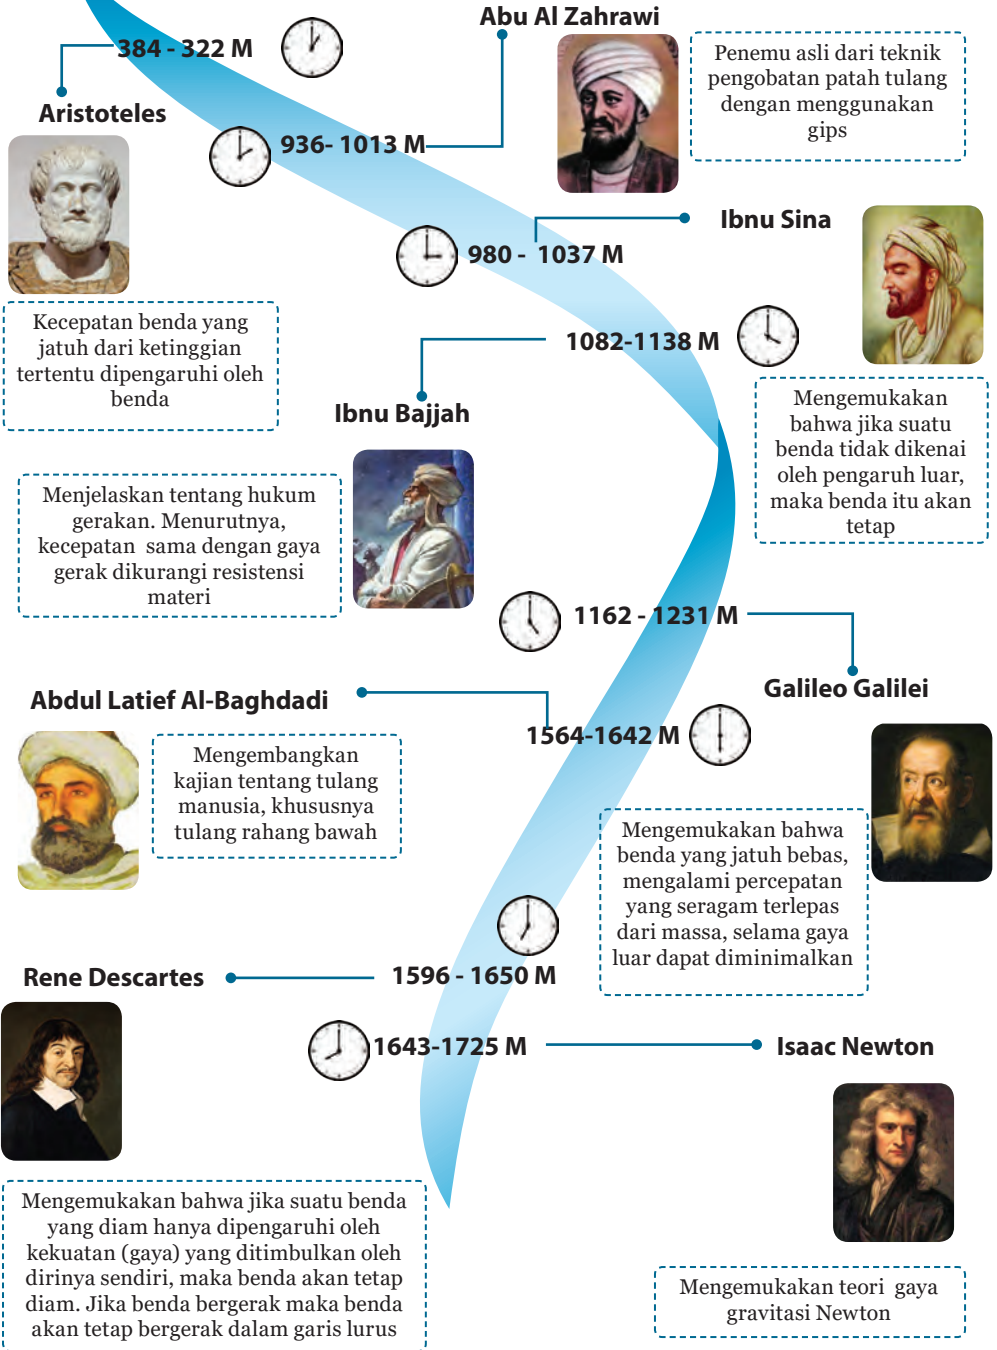 384 - 322 M
Aristoteles
Kecepatan benda yang
jatuh dari ketinggian
tertentu dipengaruhi oleh
benda
Abu Al Zahrawi
936- 1013 M
Penemu asli dari teknik
pengobatan patah tulang
dengan menggunakan
gips
980 - 1037 M
Ibnu Sina
Mengemukakan
bahwa jika suatu
benda tidak dikenai
oleh pengaruh luar,
maka benda itu akan
tetap
1082-1138 M
Ibnu Bajjah
Menjelaskan tentang hukum
gerakan. Menurutnya,
kecepatan sama dengan gaya
gerak dikurangi resistensi
materi
1162 - 1231 M
Galileo Galilei
Mengemukakan bahwa
benda yang jatuh bebas,
mengalami percepatan
yang seragam terlepas
dari massa, selama gaya
luar dapat diminimalkan
Abdul Latief Al-Baghdadi
1564-1642 M
Mengembangkan
kajian tentang tulang
manusia, khususnya
tulang rahang bawah
Rene Descartes
1596 - 1650 M
Mengemukakan bahwa jika suatu benda
yang diam hanya dipengaruhi oleh
kekuatan (gaya) yang ditimbulkan oleh
dirinya sendiri, maka benda akan tetap
diam. Jika benda bergerak maka benda
akan tetap bergerak dalam garis lurus
1643-1725 M
Isaac Newton
Mengemukakan teori gaya
gravitasi Newton